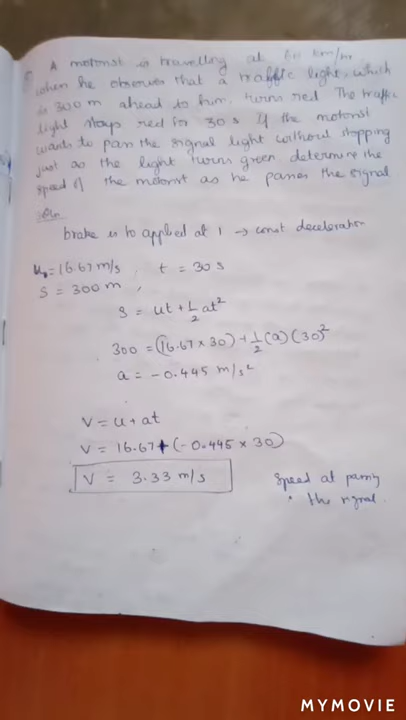 A motorist is travelling at 60 km/hr
when he observes that a traffic light, which
is 300 m ahead to him, turns red. The traffic
light stays red for 30 s If the motorist
wants to pass the signal light without stopping
just as the light turns green determine the
speed of the motorist as he passes the signal
Soln
brake is to applied at 1 → const deceleration
u = 16.67 m/s, t = 30 s
S = 300 m,
S = ut + 1/2 at²
300 = (16.67 × 30) + 1/2 (a) (30)²
a = -0.445 m/s²
V = u + at
V = 16.67 + (-0.445 × 30)
V = 3.33 m/s
Speed at passing
the signal.
MYMOVIE